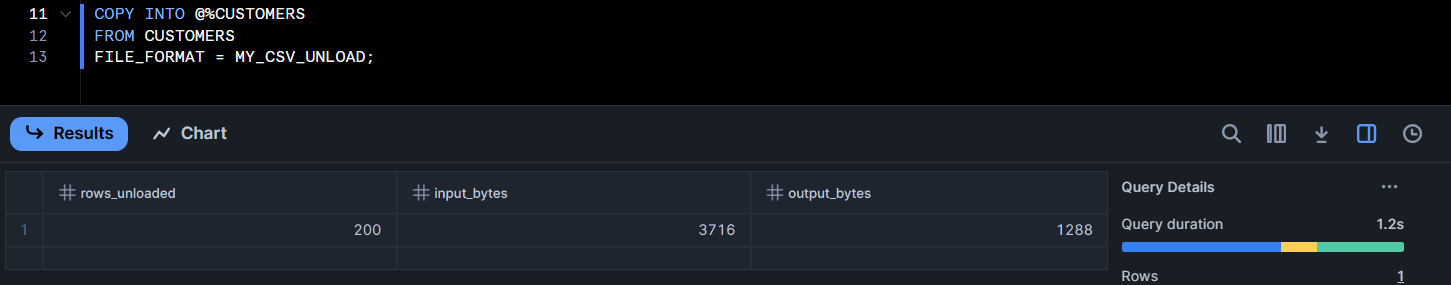 11 COPY INTO @%CUSTOMERS
12 FROM CUSTOMERS
13 FILE_FORMAT = MY_CSV_UNLOAD;
Results Chart
rows_unloaded input_bytes output_bytes
1 200 3716 1288
Query Details ...
Query duration 1.2s
Rows 1